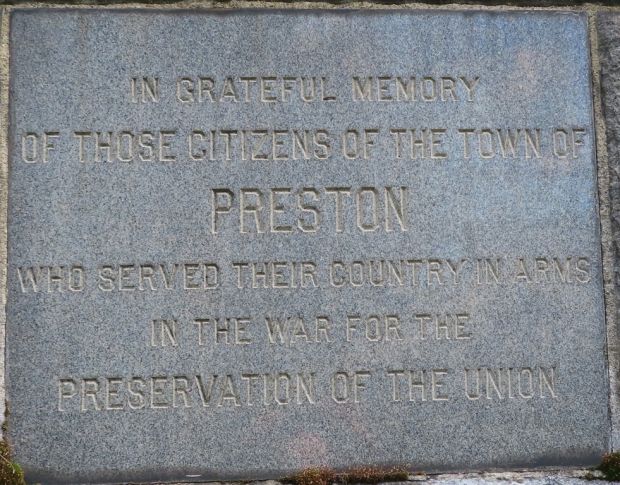 IN GRATEFUL MEMORY
OF THOSE CITIZENS OF THE TOWN OF
PRESTON
WHO SERVED THEIR COUNTRY IN ARMS
IN THE WAR FOR THE
PRESERVATION OF THE UNION